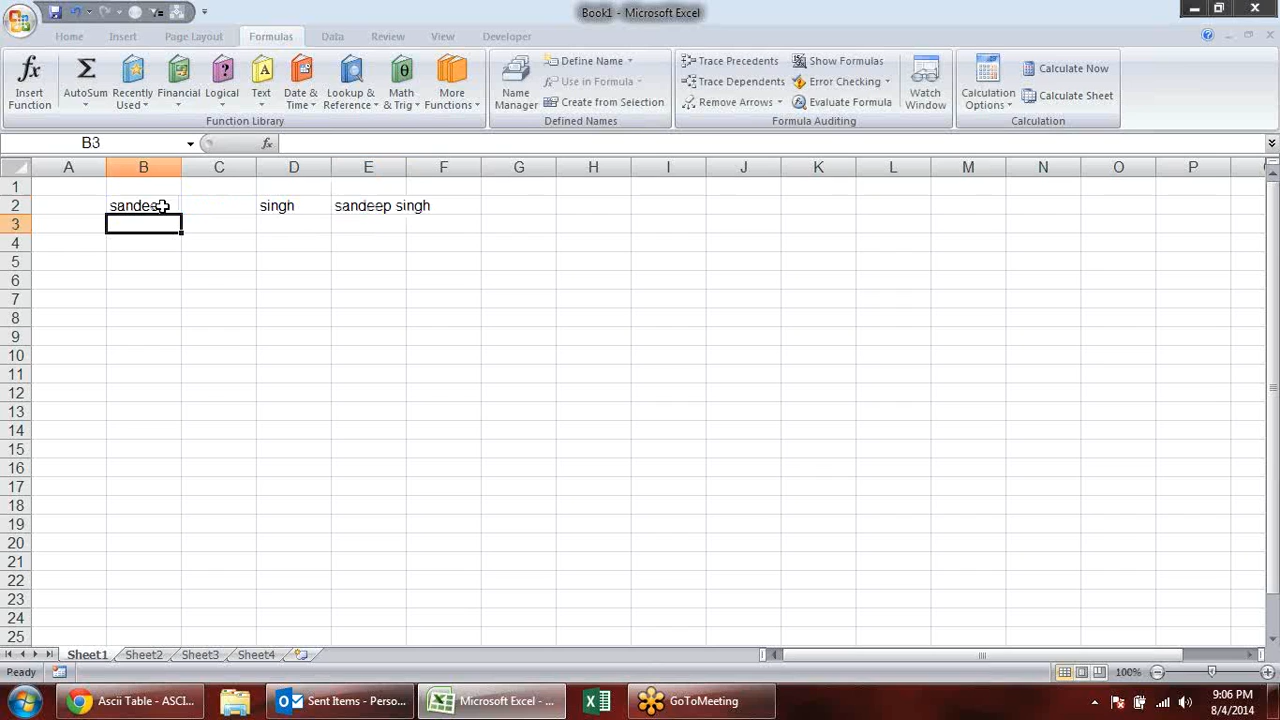 Book1 - Microsoft Excel
Home Insert Page Layout Formulas Data Review View Developer
fx Σ A θ
Insert Function
AutoSum
Recently Used
Financial
Logical
Text
Date & Time
Lookup & Reference
Math & Trig
More Functions
Function Library
Name Manager
Define Name
Use in Formula
Create from Selection
Defined Names
Trace Precedents
Trace Dependents
Remove Arrows
Show Formulas
Error Checking
Evaluate Formula
Watch Window
Formula Auditing
Calculation Options
Calculate Now
Calculate Sheet
Calculation
B3 fx
A B C D E F G H I J K L M N O P
1
2 sandeep singh sandeep singh
3
4
5
6
7
8
9
10
11
12
13
14
15
16
17
18
19
20
21
22
23
24
25
Sheet1 Sheet2 Sheet3 Sheet4
Ready 100%
Ascii Table - ASCI... Sent Items - Perso... Microsoft Excel - ... GoToMeeting
9:06 PM
8/4/2014